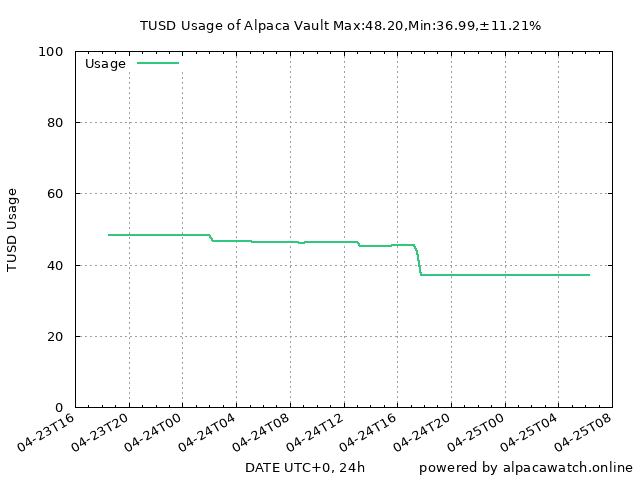 TUSD Usage of Alpaca Vault Max:48.20,Min:36.99,±11.21%
Usage
100
80
60
40
20
0
TUSD Usage
04-23T16
04-23T20
04-24T00
04-24T04
04-24T08
04-24T12
04-24T16
04-24T20
04-25T00
04-25T04
04-25T08
DATE UTC+0, 24h
powered by alpacawatch.online